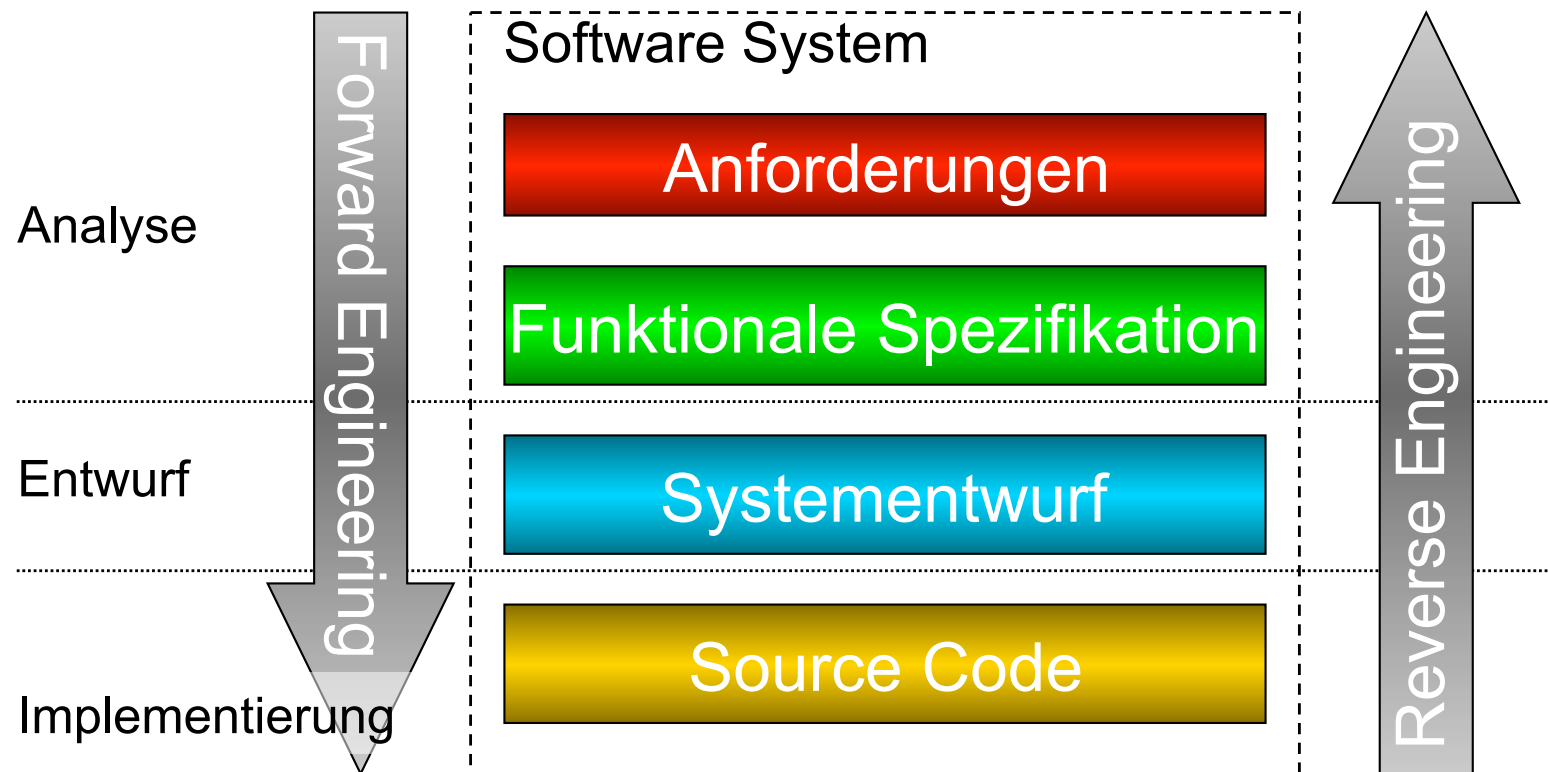 Software System
Forward Engineering
Analyse
Anforderungen
Funktionale Spezifikation
Entwurf
Systementwurf
Implementierung
Source Code
Reverse Engineering